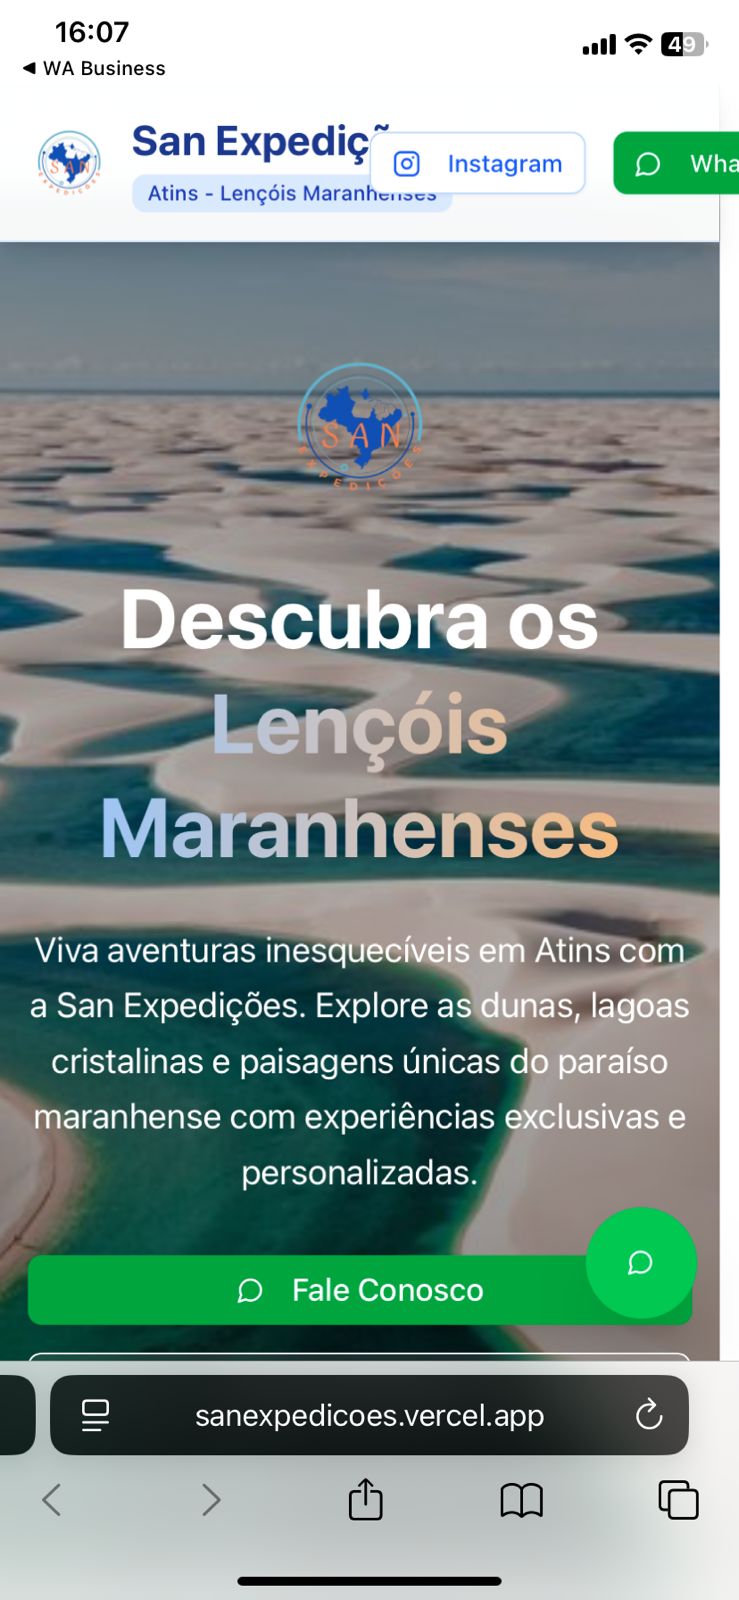 16:07
49
◀ WA Business
San Expediç
Instagram
Wha
SAN
EXPEDIÇÕES
Atins - Lençóis Maranhenses
SAN
EXPEDIÇÕES
Descubra os
Lençóis
Maranhenses
Viva aventuras inesquecíveis em Atins com
a San Expedições. Explore as dunas, lagoas
cristalinas e paisagens únicas do paraíso
maranhense com experiências exclusivas e
personalizadas.
Fale Conosco
sanexpedicoes.vercel.app